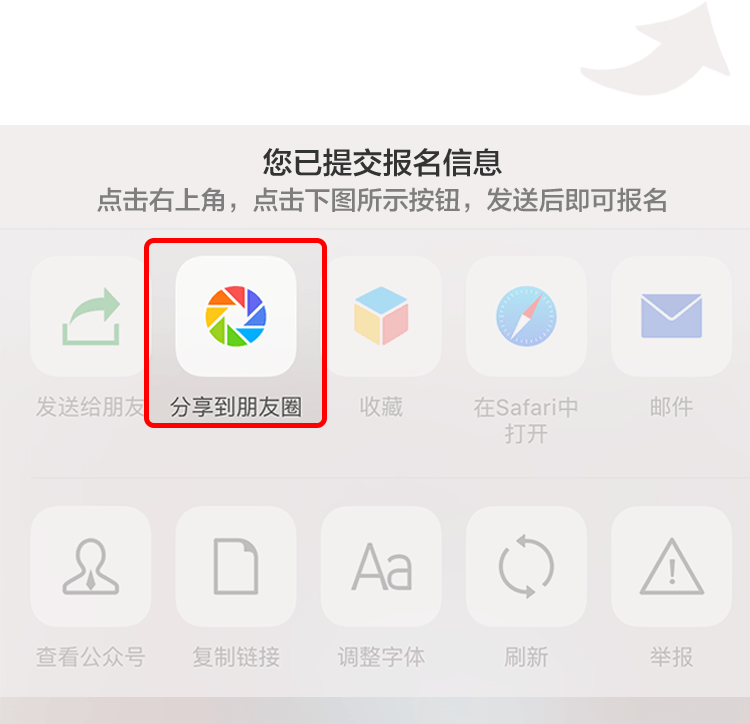 您已提交报名信息
点击右上角，点击下图所示按钮，发送后即可报名
发送给朋友
分享到朋友圈
收藏
在Safari中
打开
邮件
Aa
查看公众号
复制链接
调整字体
刷新
举报